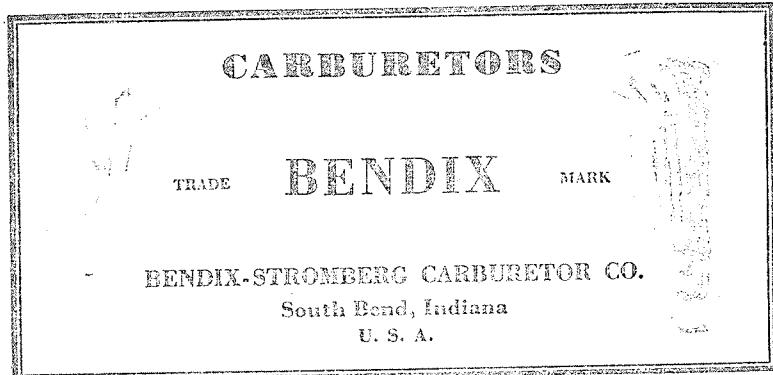 CARBURETORS
TRADE BENDIX MARK
BENDIX-STROMBERG CARBURETOR CO.
South Bend, Indiana
U. S. A.